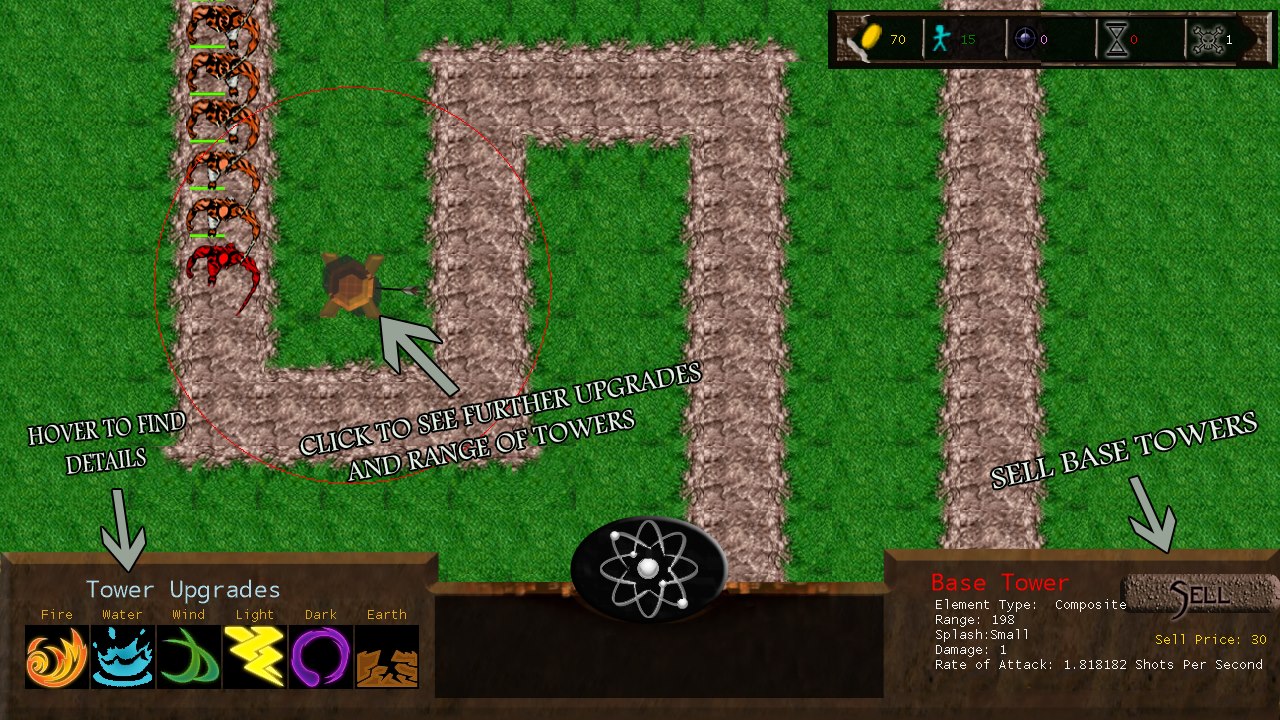 70 15 0 0 1
CLICK TO SEE FURTHER UPGRADES
AND RANGE OF TOWERS
HOVER TO FIND
DETAILS
SELL BASE TOWERS
Tower Upgrades
Fire Water Wind Light Dark Earth
Base Tower
Element Type: Composite
Range: 198
Splash:Small
Damage: 1
Rate of Attack: 1.818182 Shots Per Second
SELL
Sell Price: 30